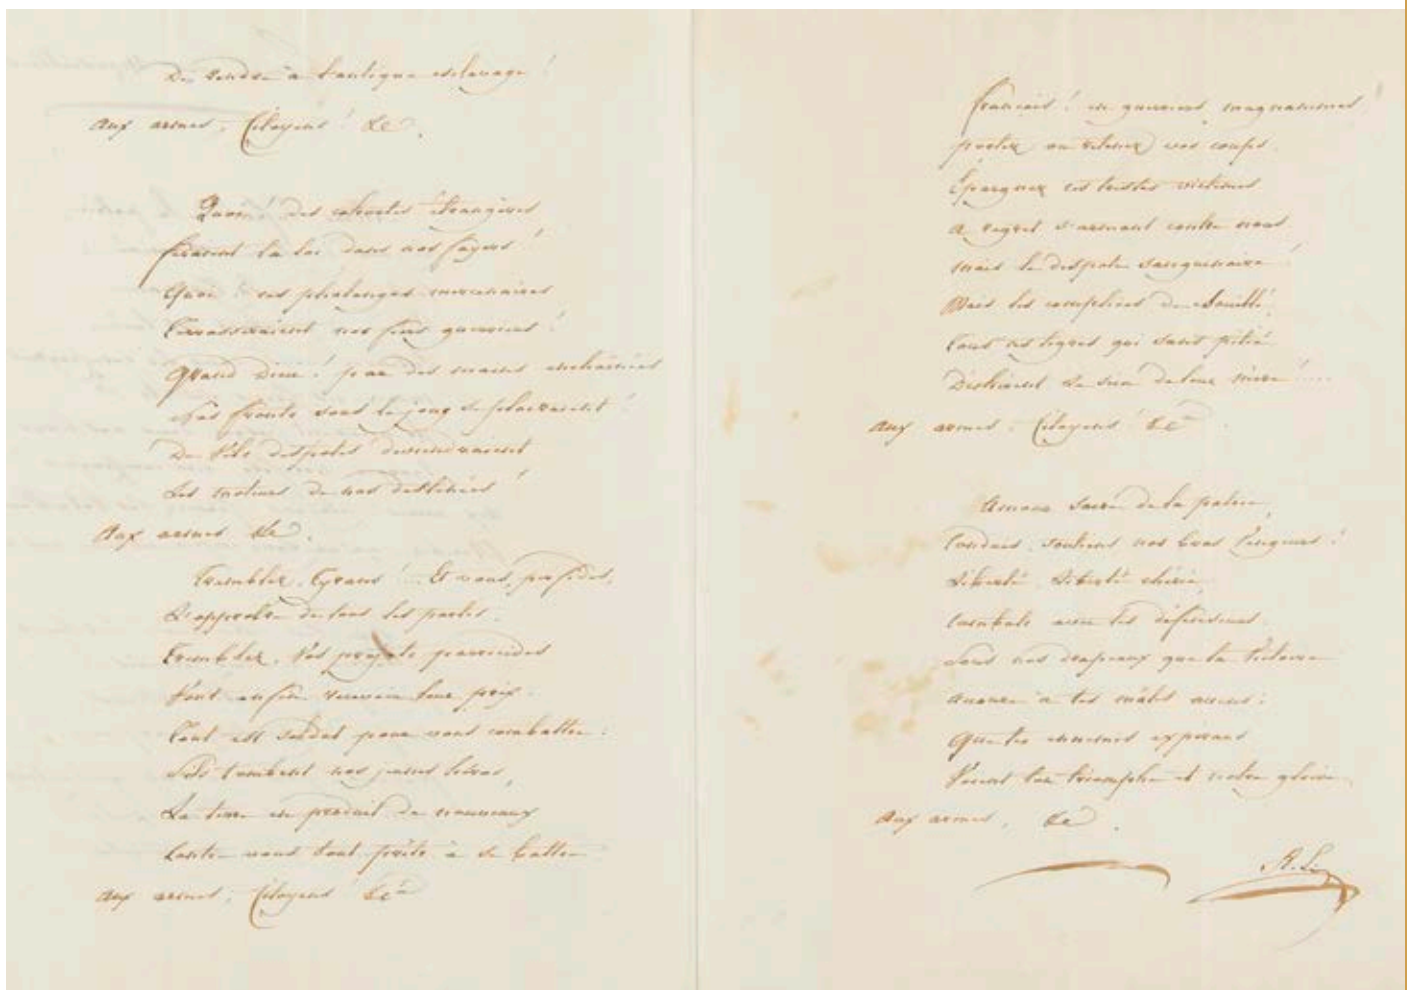 De rendre à l'antique esclavage !
Aux armes, Citoyens ! &c.
Quoi ! des cohortes étrangères
feraient la loi dans nos foyers !
Quoi ! ces phalanges mercenaires
Terrasseraient nos fiers guerriers !
Grand Dieu ! par des mains enchaînées
Nos fronts sous le joug se ploieraient !
De vils despotes deviendraient
Les maîtres de nos destinées !
Aux armes &c.
Tremblez, Tyrans ! Et vous, perfides,
L'opprobre de tous les partis.
Tremblez, Vos projets parricides
Vont enfin recevoir leur prix.
Tout est soldat pour vous combattre :
S'ils tombent nos jeunes héros,
La terre en produit de nouveaux
Contre vous tout prêts à se battre
Aux armes, Citoyens &ca
français ! en guerriers magnanimes !
portez ou retenez vos coups.
Épargnez ces tristes victimes
à regret s'armant contre nous
Mais le despote sanguinaire !
Mais les complices de Bouillé,
Tous ces tigres qui sans pitié
Déchirent le sein de leur mère !....
Aux armes, Citoyens ! &ca
Amour sacré de la patrie,
Conduis, soutiens nos bras vengeurs !
Liberté, Liberté chérie,
Combats avec tes défenseurs.
Sous nos drapeaux que la Victoire
Accoure à tes mâles accens :
Que tes ennemis expirans
Voient ton triomphe et notre gloire.
Aux armes, &c.
R. L.